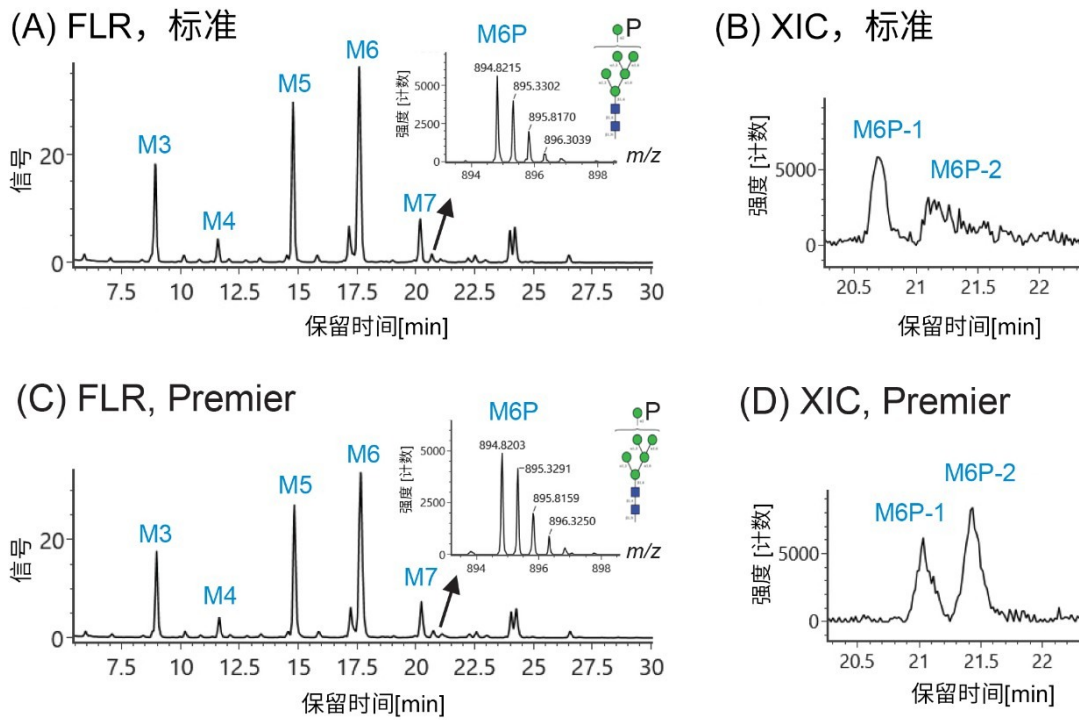 (A) FLR，标准
信号
20
0
M3
M4
M5
M6
M7
M6P
强度 [计数]
5000
2500
0
894.8215
895.3302
895.8170
896.3039
894 896 898
m/z
P
7.5 10 12.5 15 17.5 20 22.5 25 27.5 30
保留时间[min]
(B) XIC，标准
强度 [计数]
5000
0
M6P-1
M6P-2
20.5 21 21.5 22
保留时间[min]
(C) FLR, Premier
信号
20
0
M3
M4
M5
M6
M7
M6P
强度 [计数]
5000
2500
0
894.8203
895.3291
895.8159
896.3250
894 896 898
m/z
P
7.5 10 12.5 15 17.5 20 22.5 25 27.5 30
保留时间[min]
(D) XIC, Premier
强度 [计数]
5000
0
M6P-1
M6P-2
20.5 21 21.5 22
保留时间[min]